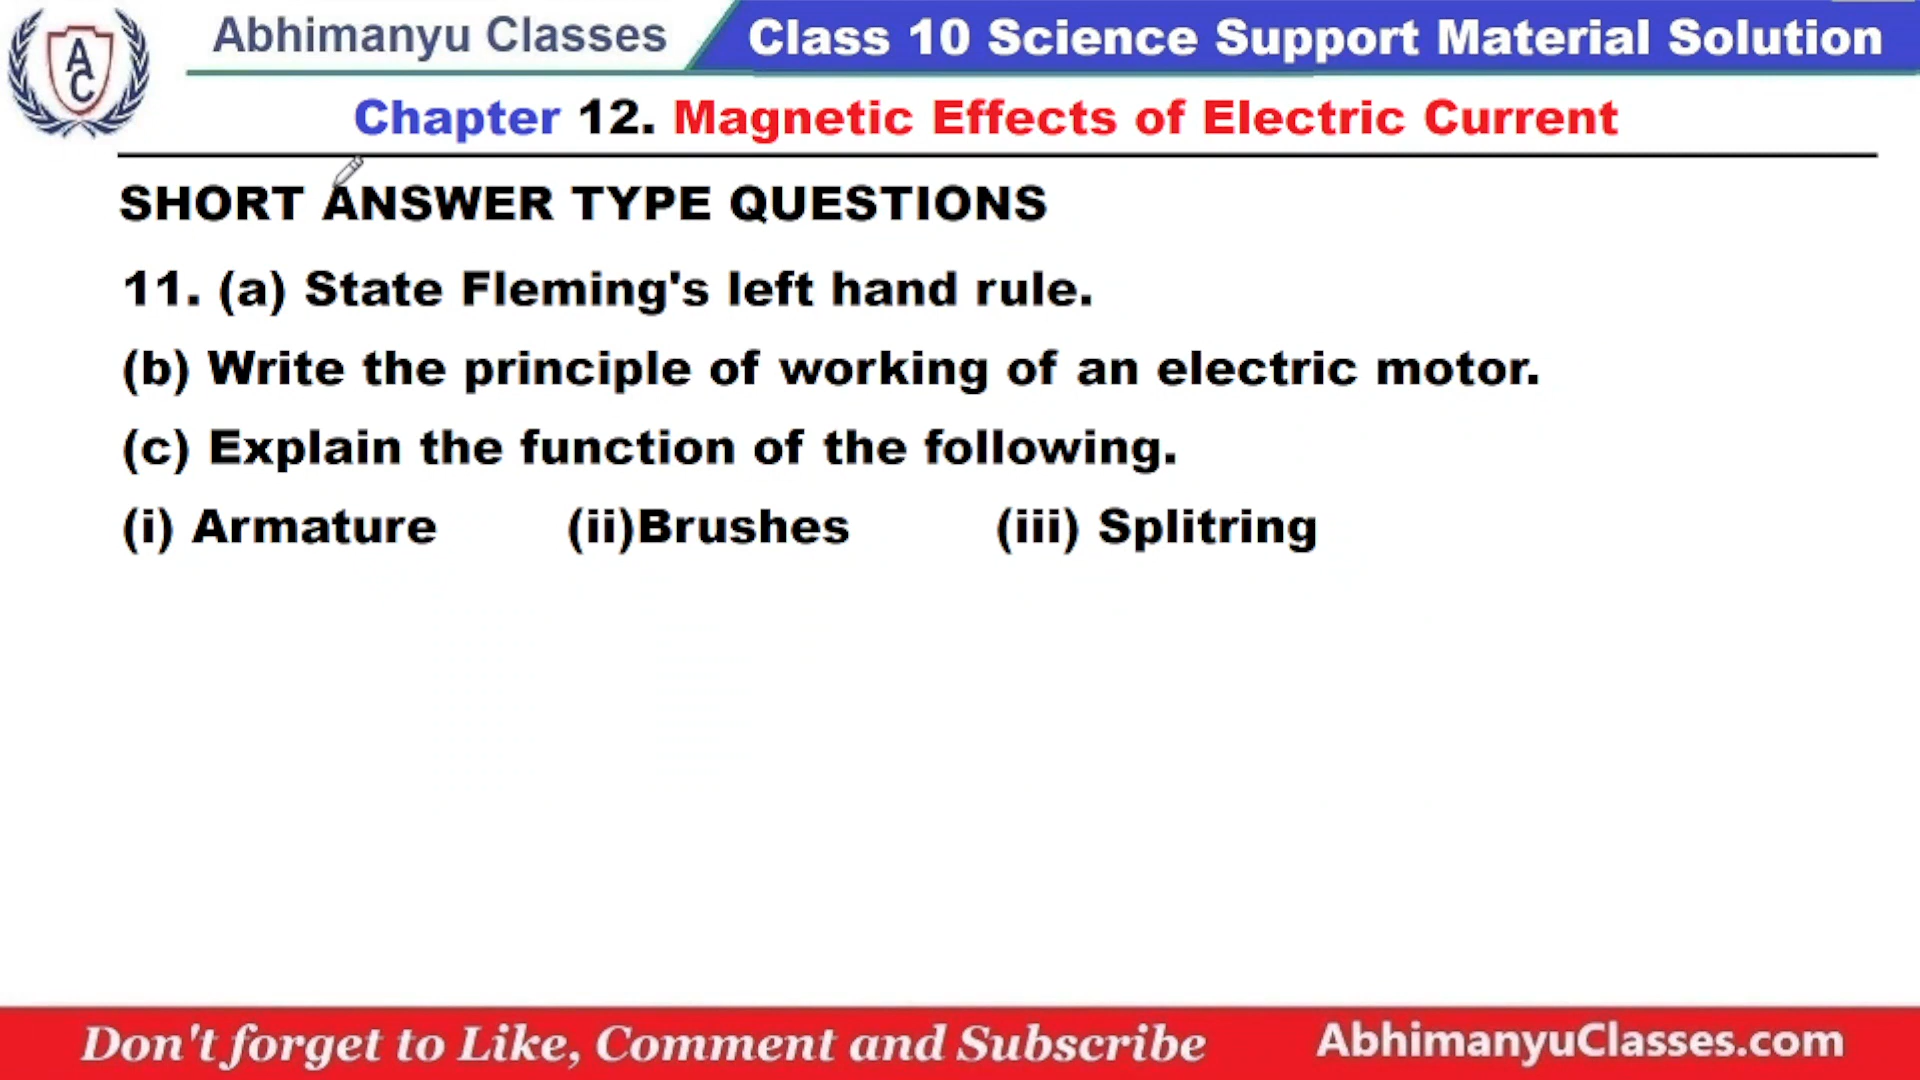 AC
Abhimanyu Classes
Class 10 Science Support Material Solution
Chapter 12. Magnetic Effects of Electric Current
SHORT ANSWER TYPE QUESTIONS
11. (a) State Fleming's left hand rule.
(b) Write the principle of working of an electric motor.
(c) Explain the function of the following.
(i) Armature (ii)Brushes (iii) Splitring
Don't forget to Like, Comment and Subscribe
AbhimanyuClasses.com